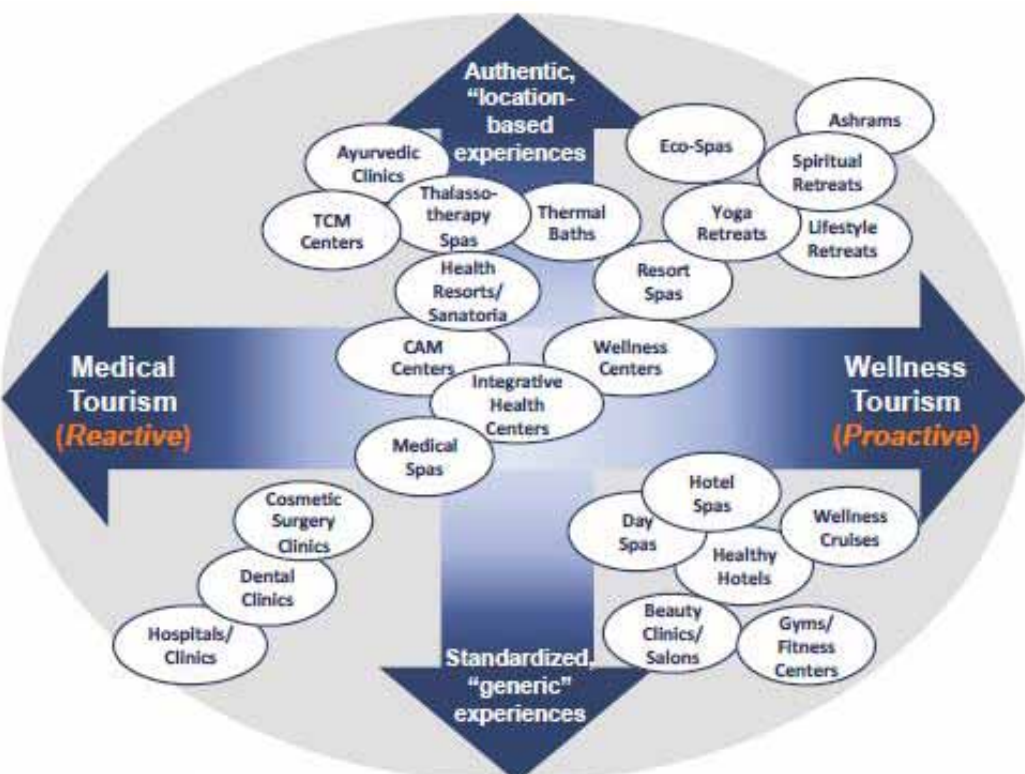 Authentic,
"location-
based
experiences
Ashrams
Eco-Spas
Ayurvedic
Clinics
Spiritual
Retreats
Thalasso-
therapy
Spas
TCM
Centers
Thermal
Baths
Yoga
Retreats
Lifestyle
Retreats
Health
Resorts/
Sanatoria
Resort
Spas
CAM
Centers
Wellness
Centers
Medical
Tourism
(Reactive)
Integrative
Health
Centers
Wellness
Tourism
(Proactive)
Medical
Spas
Hotel
Spas
Cosmetic
Surgery
Clinics
Day
Spas
Wellness
Cruises
Healthy
Hotels
Dental
Clinics
Hospitals/
Clinics
Beauty
Clinics/
Salons
Gyms/
Fitness
Centers
Standardized,
"generic"
experiences